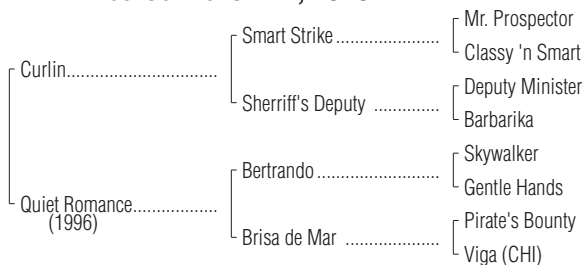 Mr. Prospector
Smart Strike
Classy 'n Smart
Curlin
Deputy Minister
Sherriff's Deputy
Barbarika
Skywalker
Bertrando
Gentle Hands
Quiet Romance
(1996)
Pirate's Bounty
Brisa de Mar
Viga (CHI)